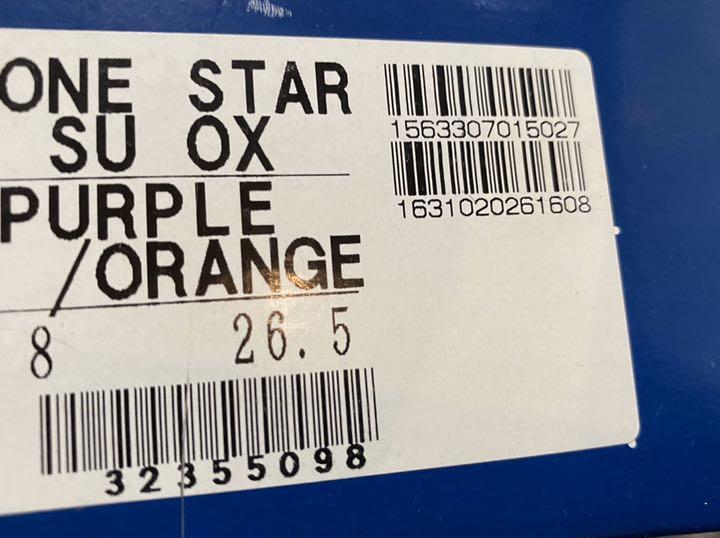 ONE STAR
SU OX
PURPLE
/ORANGE
8 26.5
32355098
1563307015027
1631020261608